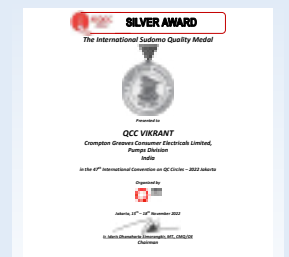 SILVER AWARD
The International Sudomo Quality Medal
Presented to
QCC VIKRANT
Crompton Greaves Consumer Electricals Limited,
Pumps Division
India
in the 47th International Convention on QC Circles – 2022 Jakarta
Organized by
Jakarta, 15th – 18th November 2022
Chairman